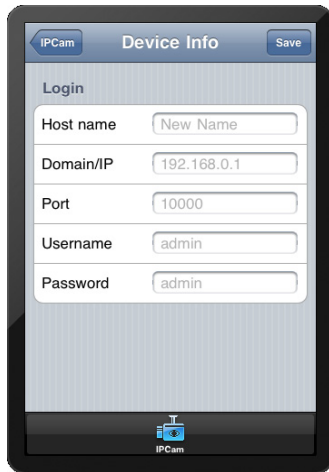 IPCam Device Info Save
Login
Host name New Name
Domain/IP 192.168.0.1
Port 10000
Username admin
Password admin
IPCam